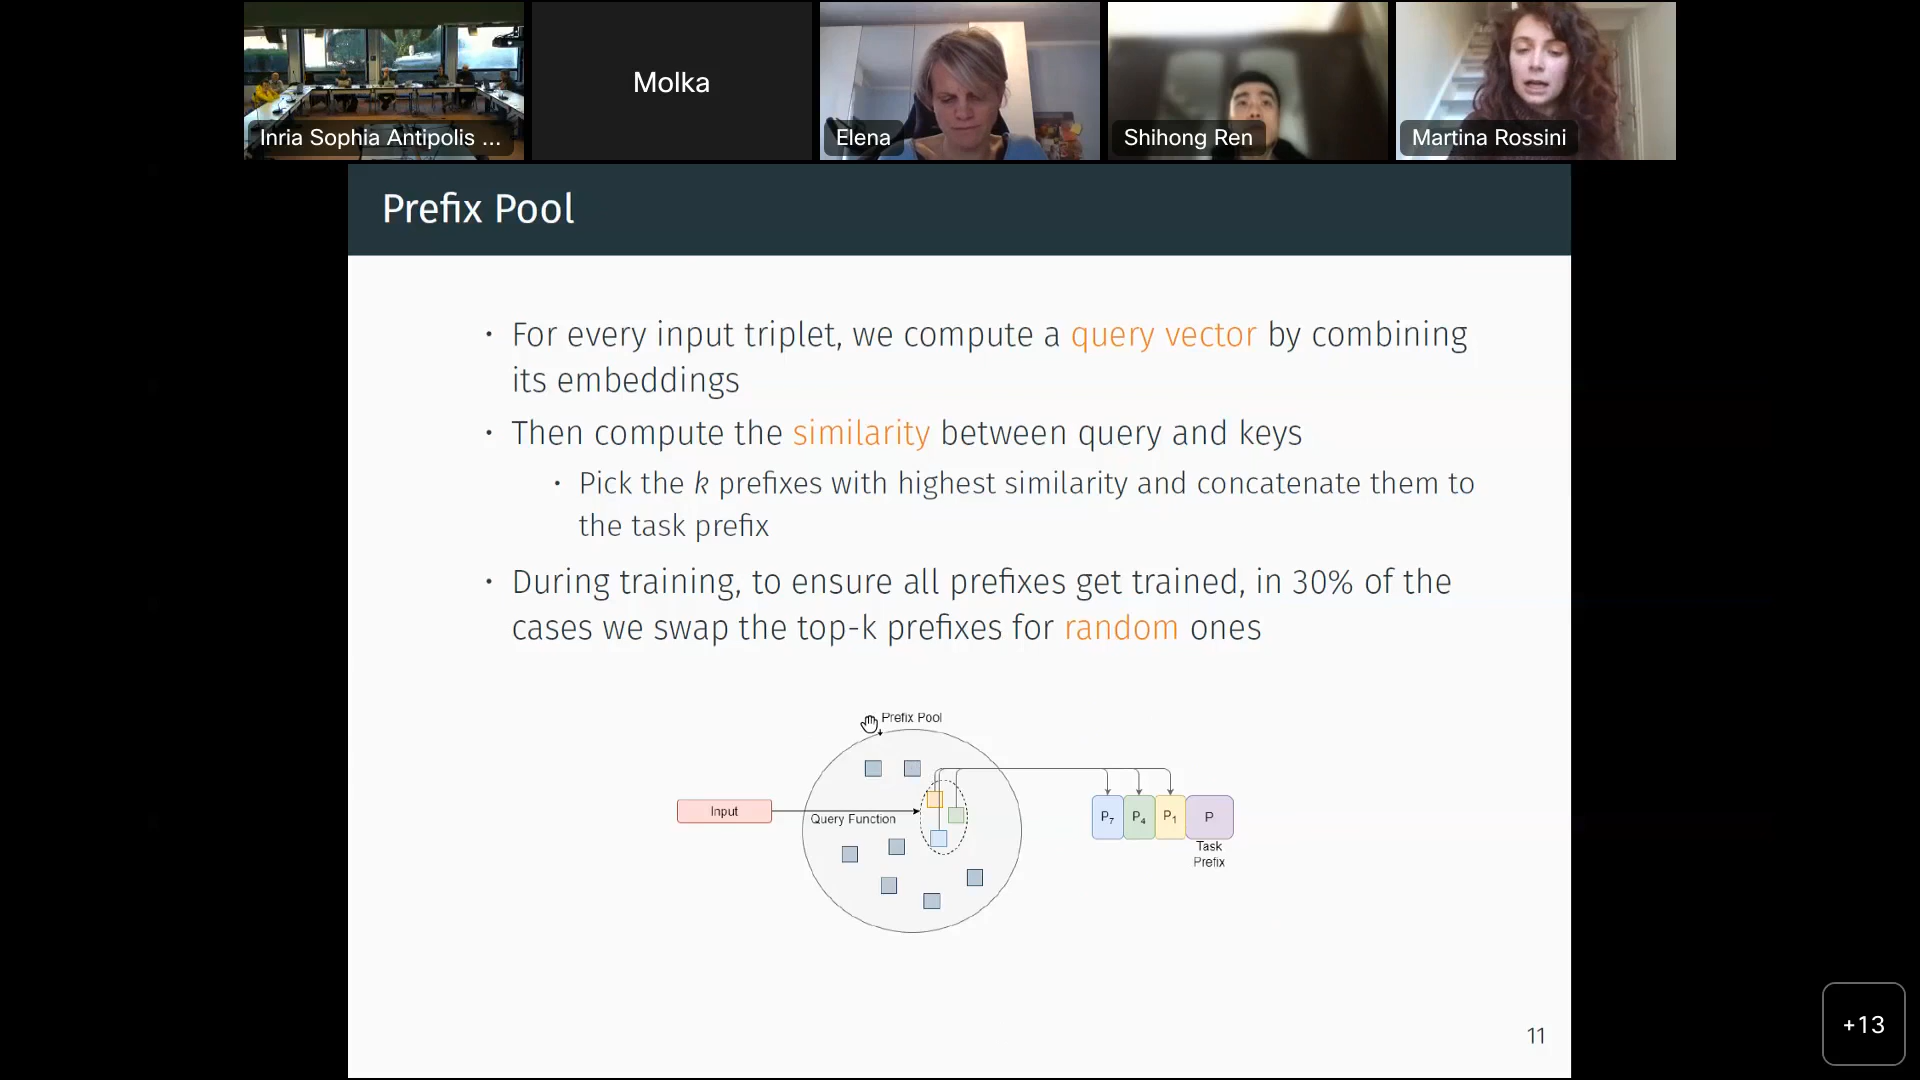 Inria Sophia Antipolis ...
Molka
Elena
Shihong Ren
Martina Rossini
Prefix Pool
• For every input triplet, we compute a query vector by combining
its embeddings
• Then compute the similarity between query and keys
• Pick the k prefixes with highest similarity and concatenate them to
the task prefix
• During training, to ensure all prefixes get trained, in 30% of the
cases we swap the top-k prefixes for random ones
Prefix Pool
Input
Query Function
P7 P4 P1 P
Task
Prefix
11
+13